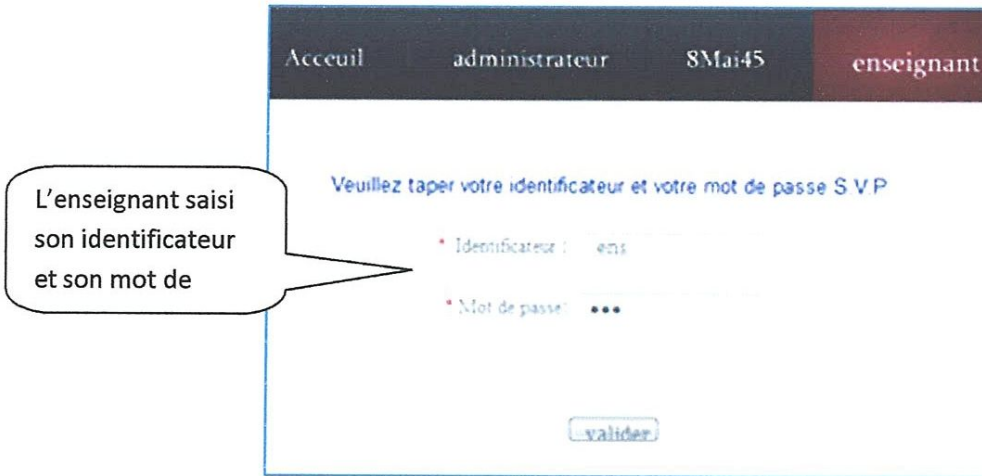 Acceuil administrateur 8Mai45 enseignant
Veuillez taper votre identificateur et votre mot de passe S.V.P
L'enseignant saisi
son identificateur
et son mot de
* Identificateur : ens
* Mot de passe: •••
valider